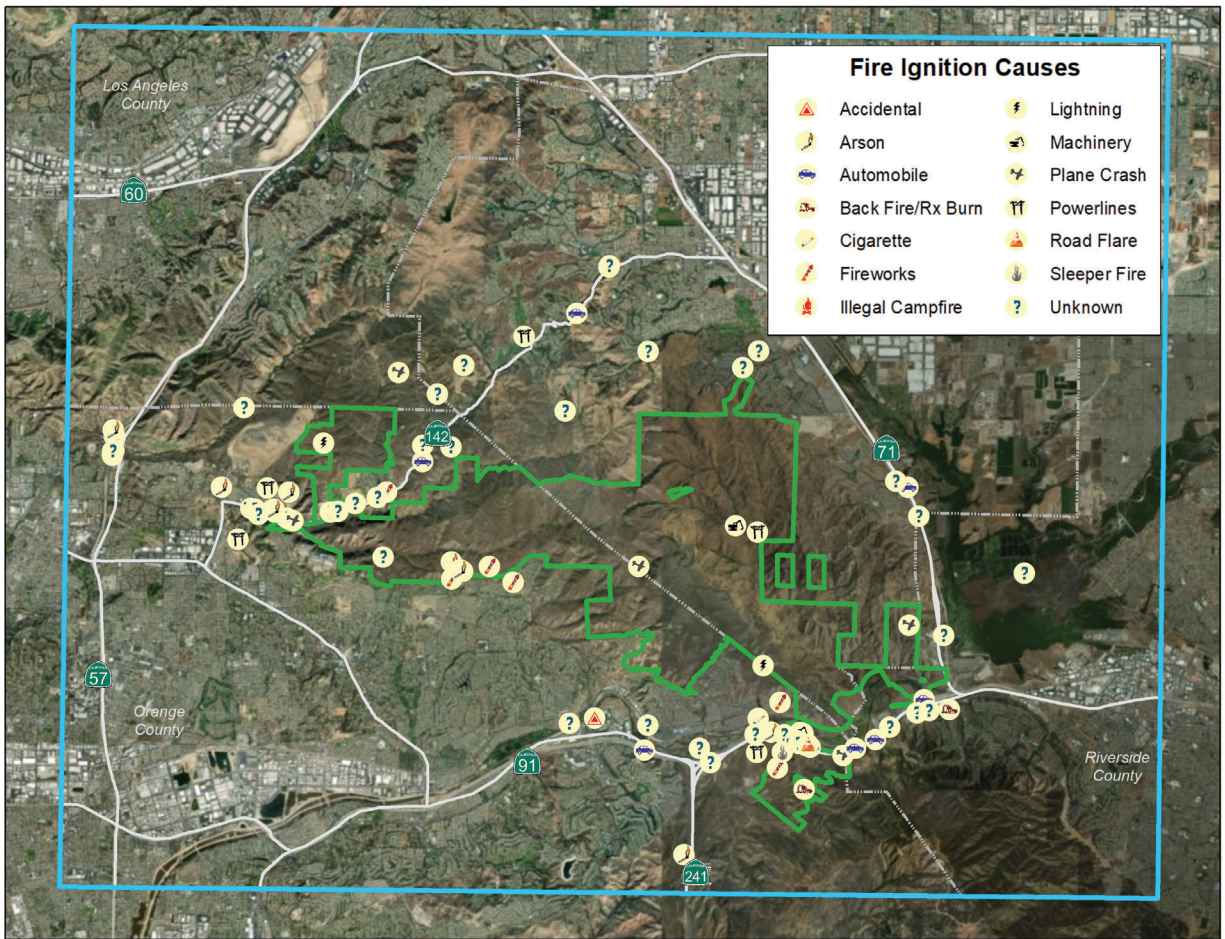 Fire Ignition Causes
Accidental
Arson
Automobile
Back Fire/Rx Burn
Cigarette
Fireworks
Illegal Campfire
Lightning
Machinery
Plane Crash
Powerlines
Road Flare
Sleeper Fire
Unknown
Los Angeles
County
60
142
71
57
Orange
County
91
241
Riverside
County